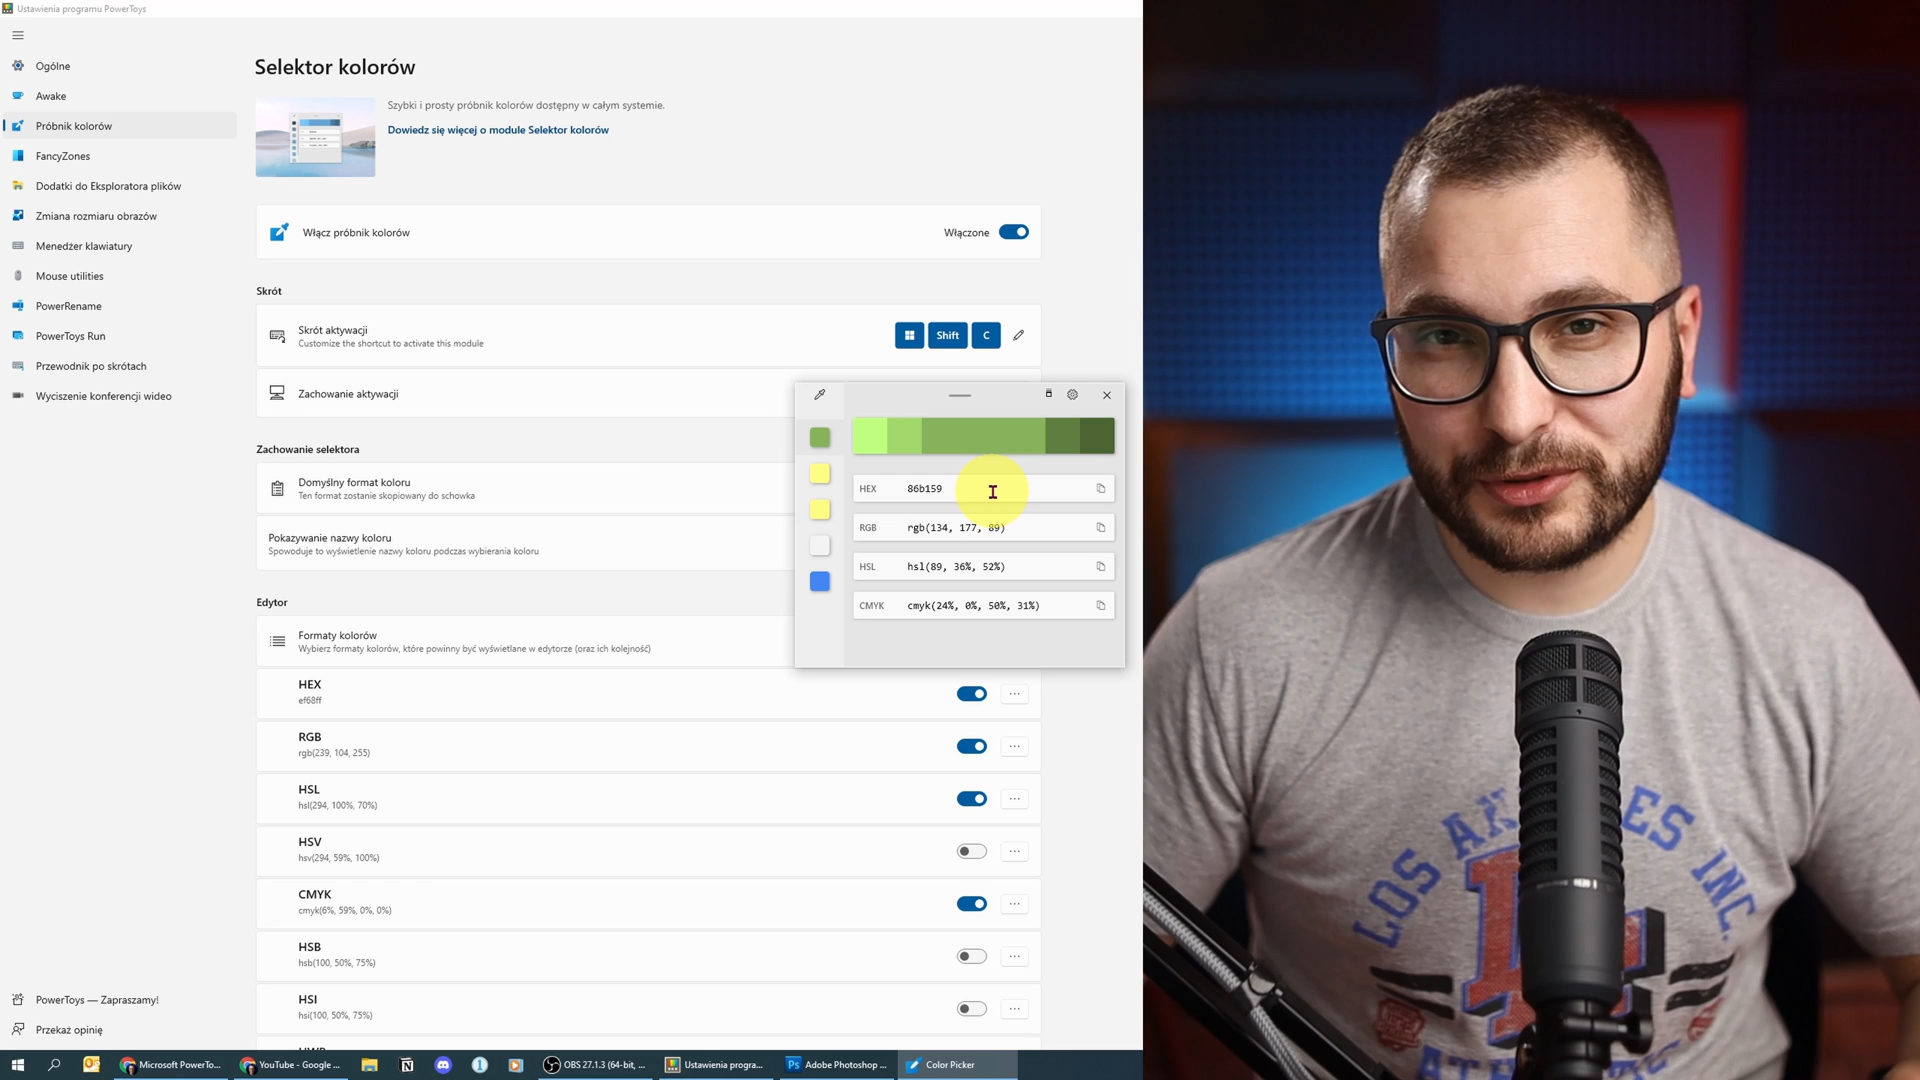 Ustawienia programu PowerToys
Ogólne
Awake
Próbnik kolorów
FancyZones
Dodatki do Eksploratora plików
Zmiana rozmiaru obrazów
Menedżer klawiatury
Mouse utilities
PowerRename
PowerToys Run
Przewodnik po skrótach
Wyciszenie konferencji wideo
PowerToys — Zapraszamy!
Przekaż opinię
Selektor kolorów
Szybki i prosty próbnik kolorów dostępny w całym systemie.
Dowiedz się więcej o module Selektor kolorów
Włącz próbnik kolorów
Włączone
Skrót
Skrót aktywacji
Customize the shortcut to activate this module
Shift
C
Zachowanie aktywacji
Zachowanie selektora
Domyślny format koloru
Ten format zostanie skopiowany do schowka
Pokazywanie nazwy koloru
Spowoduje to wyświetlenie nazwy koloru podczas wybierania koloru
Edytor
Formaty kolorów
Wybierz formaty kolorów, które powinny być wyświetlane w edytorze (oraz ich kolejność)
HEX
ef68ff
RGB
rgb(239, 104, 255)
HSL
hsl(294, 100%, 70%)
HSV
hsv(294, 59%, 100%)
CMYK
cmyk(6%, 59%, 0%, 0%)
HSB
hsb(100, 50%, 75%)
HSI
hsi(100, 50%, 75%)
HEX 86b159
RGB rgb(134, 177, 89)
HSL hsl(89, 36%, 52%)
CMYK cmyk(24%, 0%, 50%, 31%)
Microsoft PowerTo...
YouTube - Google ...
OBS 27.1.3 (64-bit, ...
Ustawienia progra...
Ps
Adobe Photoshop ...
Color Picker